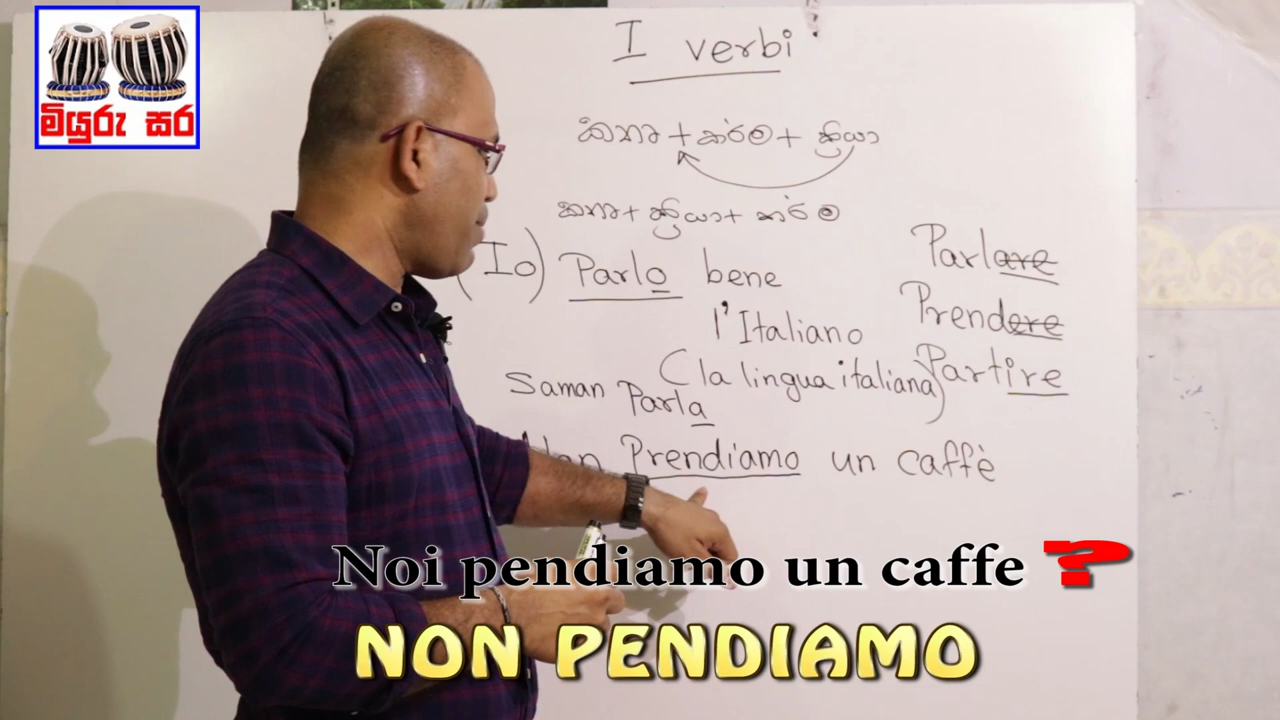 මියුරු සර
I verbi
කතෘ + කර්ම + ක්‍රියා
කතෘ + ක්‍රියා + කර්ම
(Io) Parlo bene
l'Italiano
(la lingua italiana)
Saman Parla
Prendiamo un caffè
Parlare
Prendere
Partire
Noi pendiamo un caffe ?
NON PENDIAMO